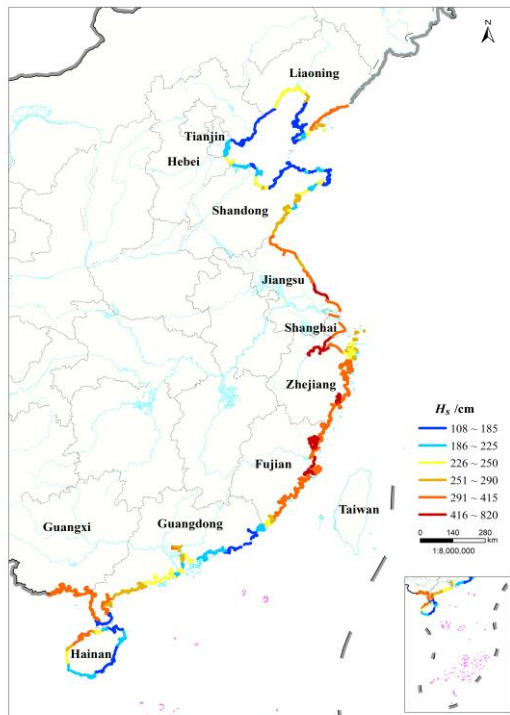 N
Liaoning
Tianjin
Hebei
Shandong
Jiangsu
Shanghai
Zhejiang
Hs /cm
108 ~ 185
186 ~ 225
226 ~ 250
251 ~ 290
291 ~ 415
416 ~ 820
Fujian
Taiwan
Guangxi
Guangdong
0 140 280
km
1:8,000,000
Hainan